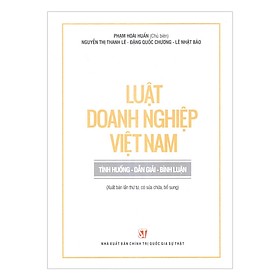 PHẠM HOÀI HUẤN (Chủ biên)
NGUYỄN THỊ THANH LÊ - ĐẶNG QUỐC CHƯƠNG - LÊ NHẬT BẢO
LUẬT
DOANH NGHIỆP
VIỆT NAM
TÌNH HUỐNG - DẪN GIẢI - BÌNH LUẬN
(Xuất bản lần thứ tư, có sửa chữa, bổ sung)
NHÀ XUẤT BẢN CHÍNH TRỊ QUỐC GIA SỰ THẬT